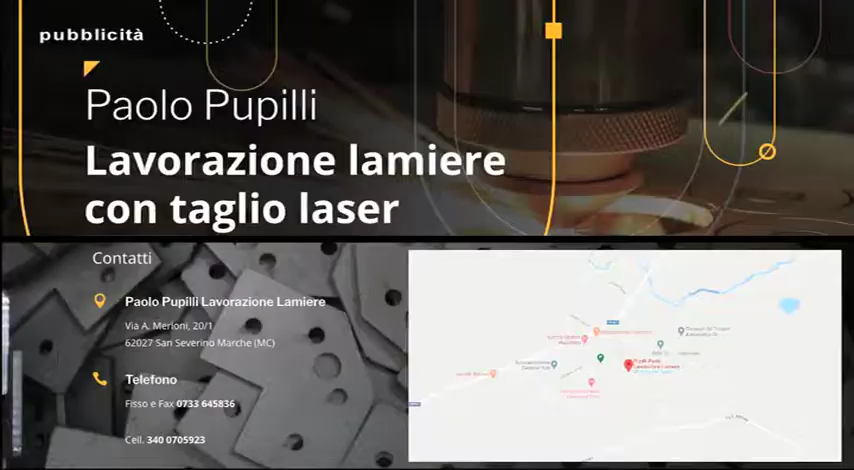 pubblicità
Paolo Pupilli
Lavorazione lamiere
con taglio laser
Contatti
Paolo Pupilli Lavorazione Lamiere
Via A. Merloni, 20/1
62027 San Severino Marche (MC)
Telefono
Fisso e Fax 0733 645836
Cell. 340 0705923